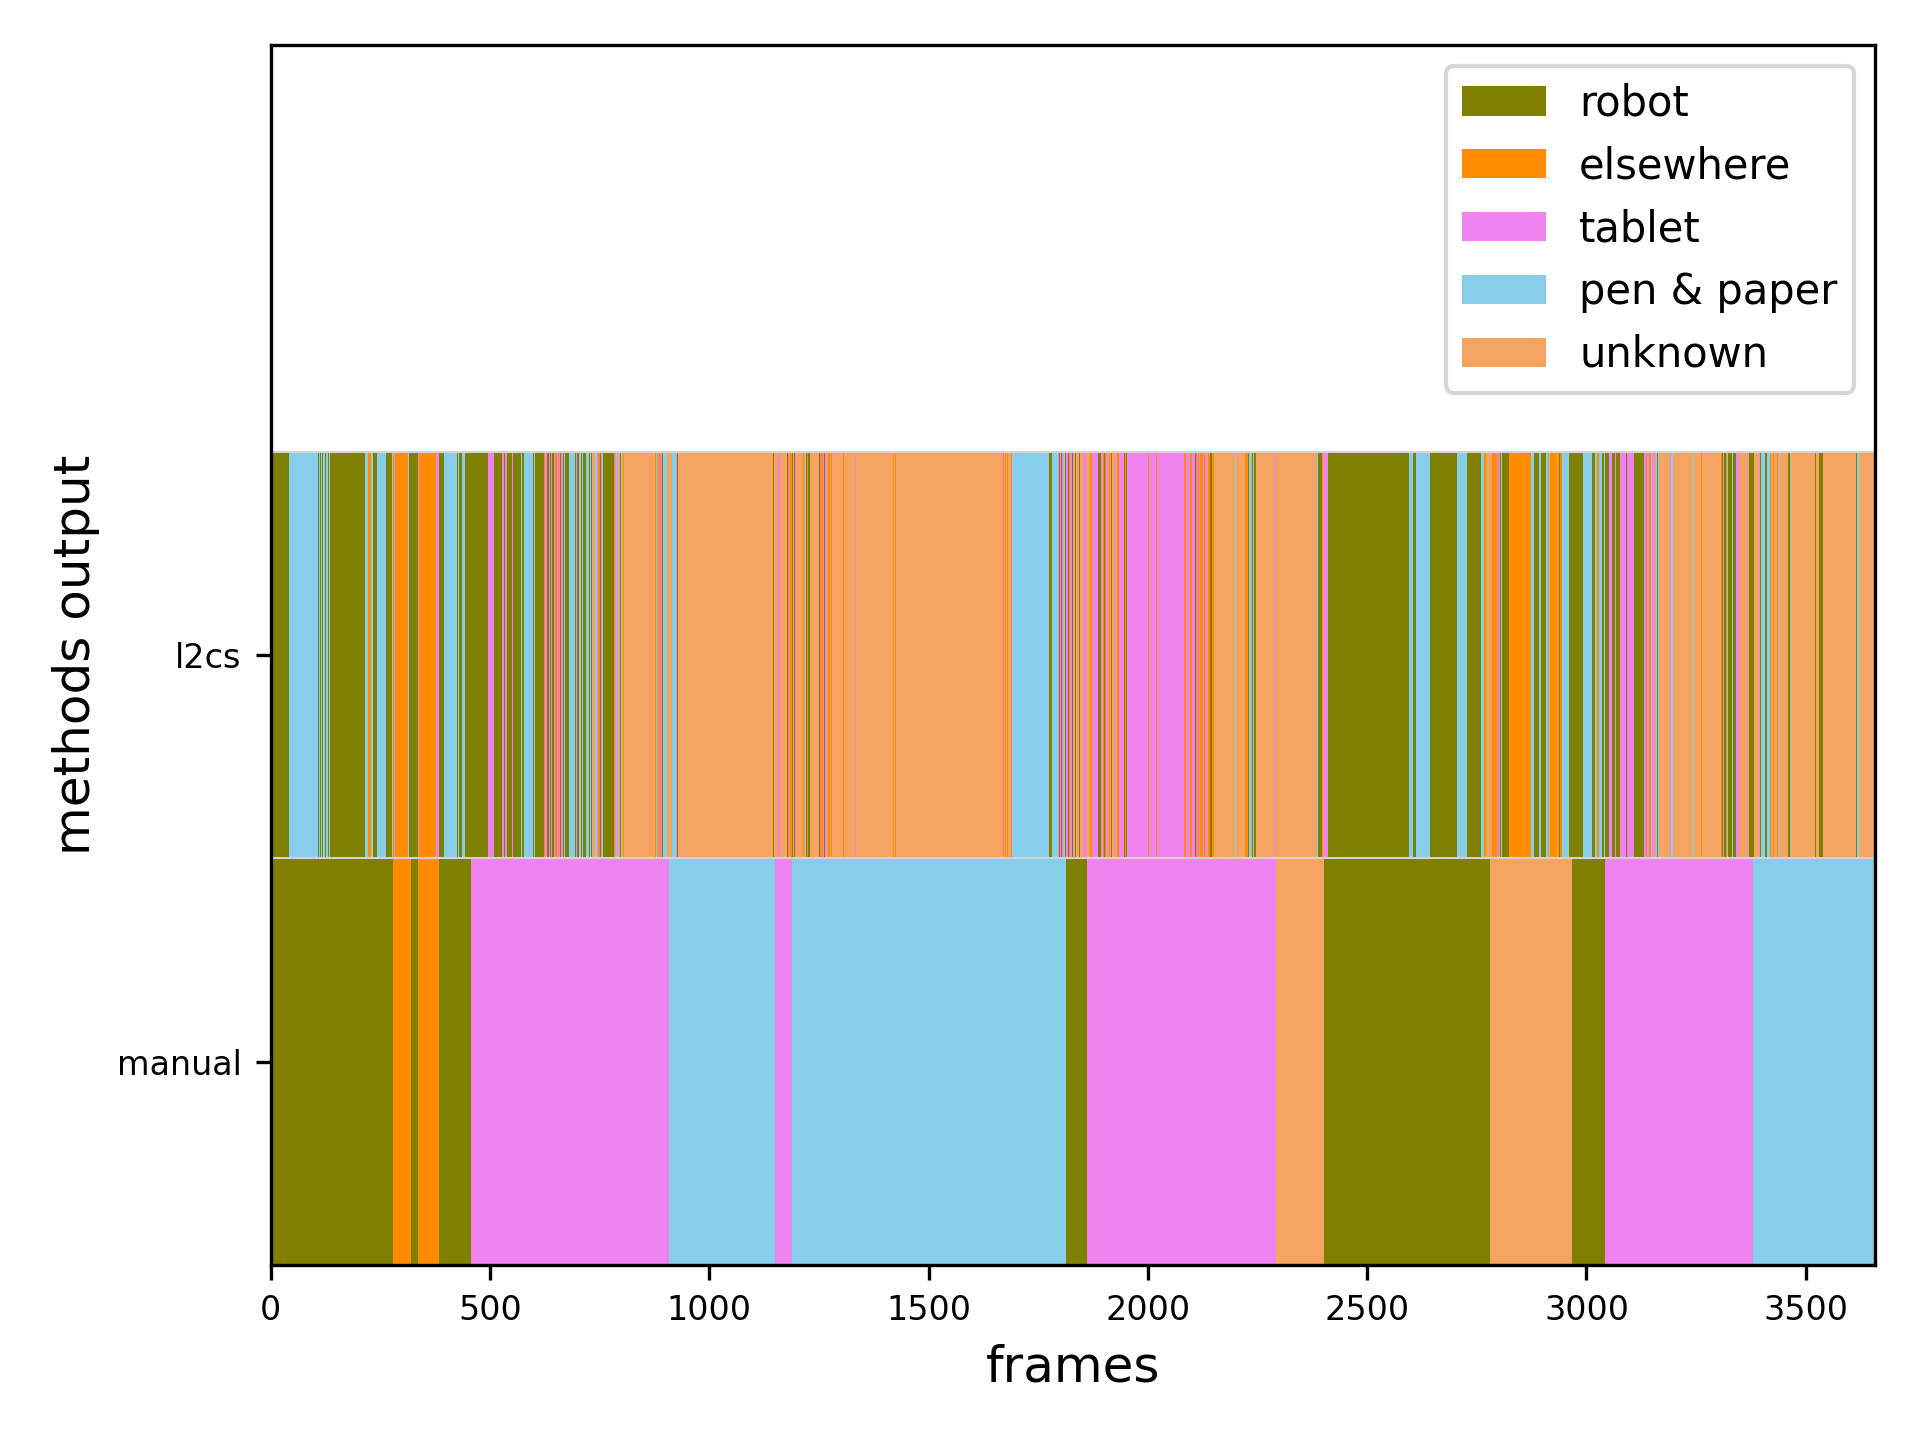 robot
elsewhere
tablet
pen & paper
unknown
methods output
l2cs
manual
0 500 1000 1500 2000 2500 3000 3500
frames